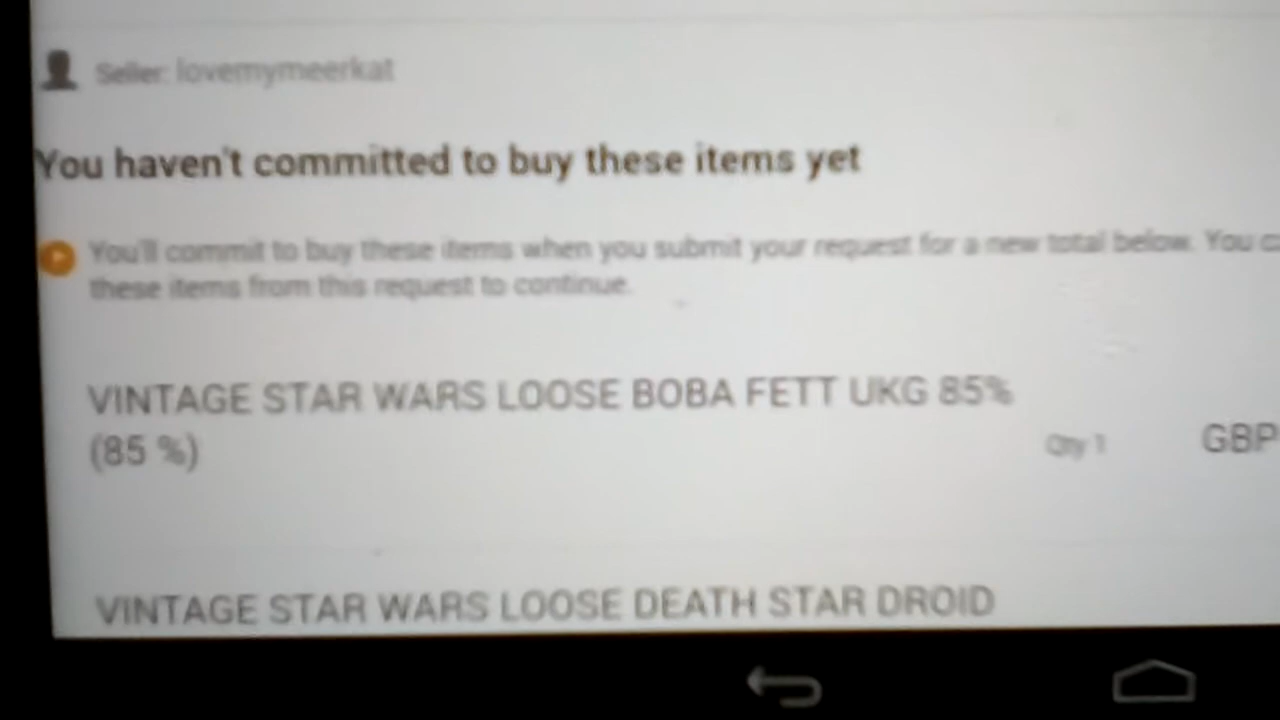 Seller: lovemymeerkat
You haven't committed to buy these items yet
You'll commit to buy these items when you submit your request for a new total below. You
these items from this request to continue.
VINTAGE STAR WARS LOOSE BOBA FETT UKG 85%
(85 %)
Qty 1 GBP
VINTAGE STAR WARS LOOSE DEATH STAR DROID